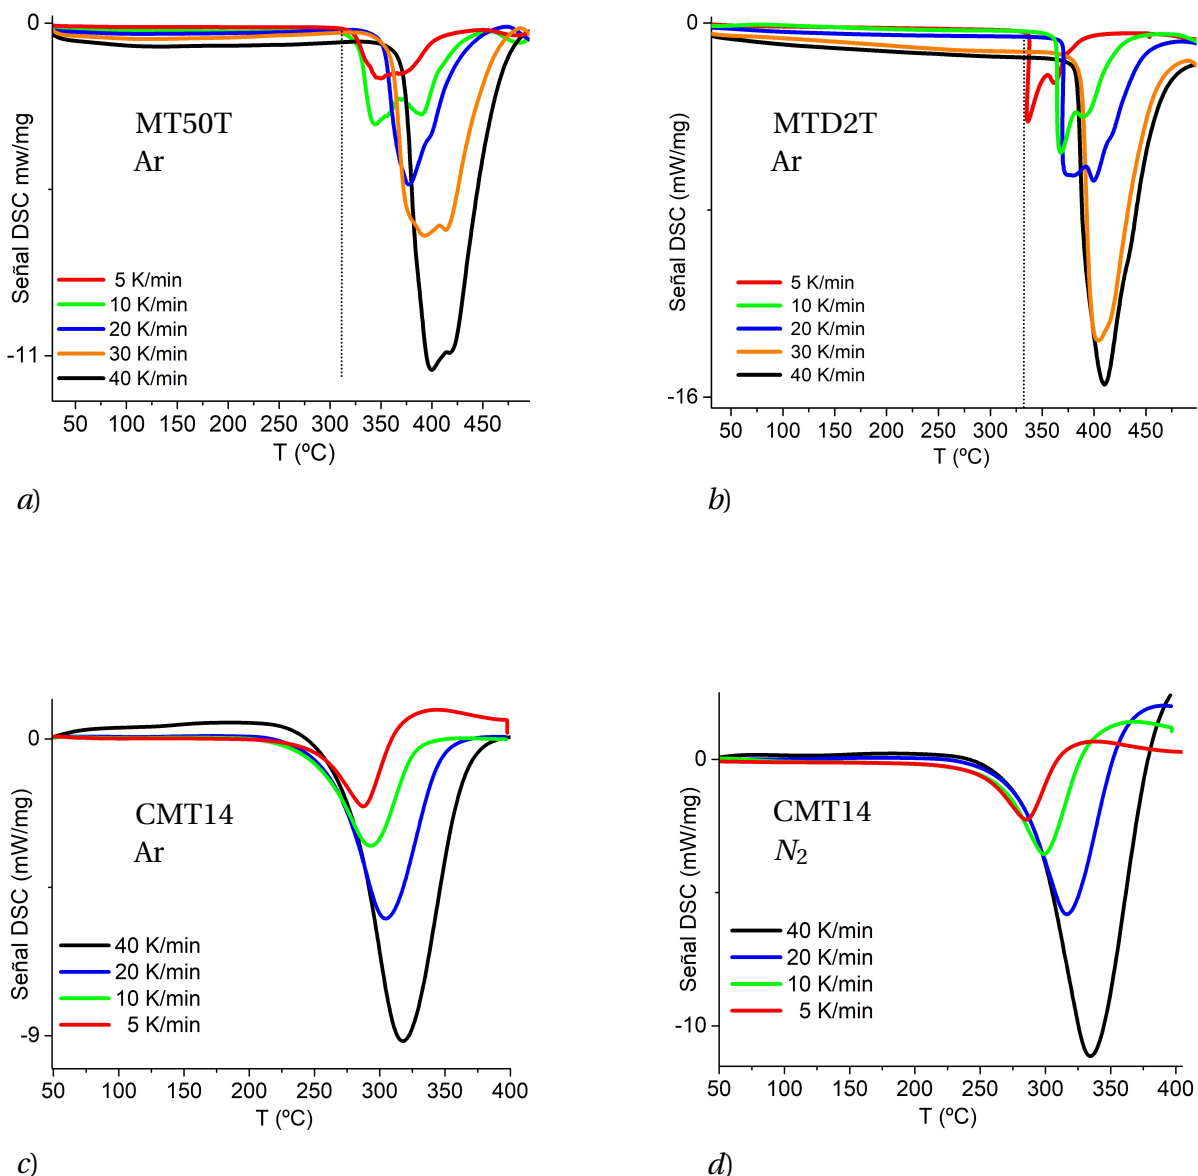 0
-11
Señal DSC mw/mg
MT50T
Ar
5 K/min
10 K/min
20 K/min
30 K/min
40 K/min
50 100 150 200 250 300 350 400 450
T (ºC)
a)
0
-16
Señal DSC (mW/mg)
MTD2T
Ar
5 K/min
10 K/min
20 K/min
30 K/min
40 K/min
50 100 150 200 250 300 350 400 450
T (ºC)
b)
0
-9
Señal DSC (mW/mg)
CMT14
Ar
40 K/min
20 K/min
10 K/min
5 K/min
50 100 150 200 250 300 350 400
T (ºC)
c)
0
-10
Señal DSC (mW/mg)
CMT14
N₂
40 K/min
20 K/min
10 K/min
5 K/min
50 100 150 200 250 300 350 400
T (ºC)
d)